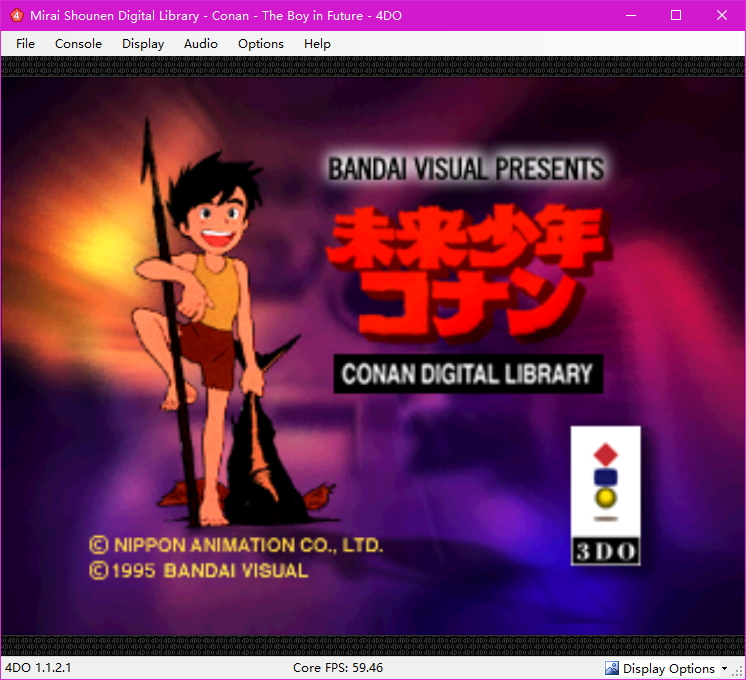 Mirai Shounen Digital Library - Conan - The Boy in Future - 4DO
File Console Display Audio Options Help
BANDAI VISUAL PRESENTS
未来少年
コナン
CONAN DIGITAL LIBRARY
3DO
© NIPPON ANIMATION CO., LTD.
© 1995 BANDAI VISUAL
4DO 1.1.2.1 Core FPS: 59.46 Display Options